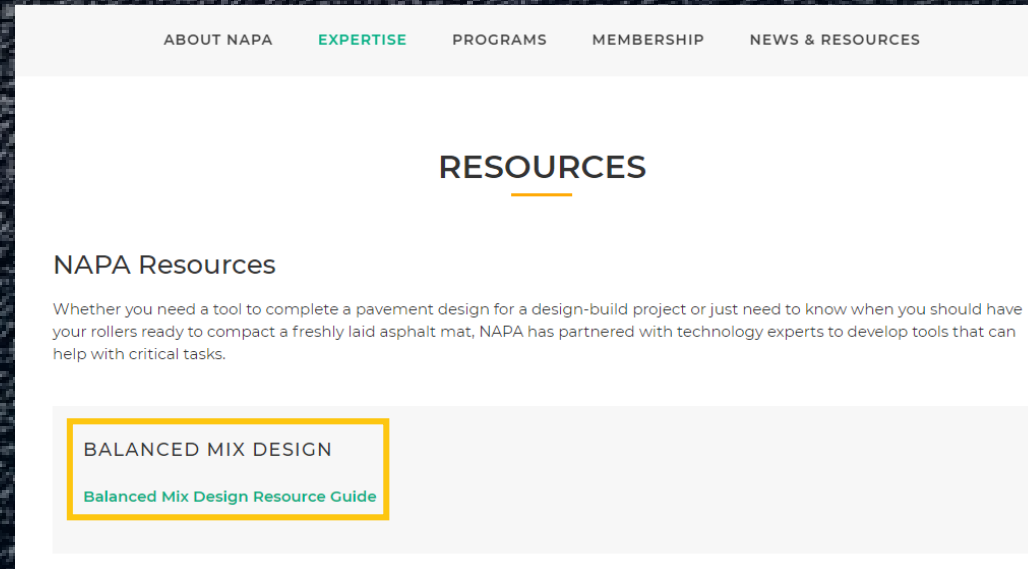 ABOUT NAPA EXPERTISE PROGRAMS MEMBERSHIP NEWS & RESOURCES
RESOURCES
NAPA Resources
Whether you need a tool to complete a pavement design for a design-build project or just need to know when you should have
your rollers ready to compact a freshly laid asphalt mat, NAPA has partnered with technology experts to develop tools that can
help with critical tasks.
BALANCED MIX DESIGN
Balanced Mix Design Resource Guide